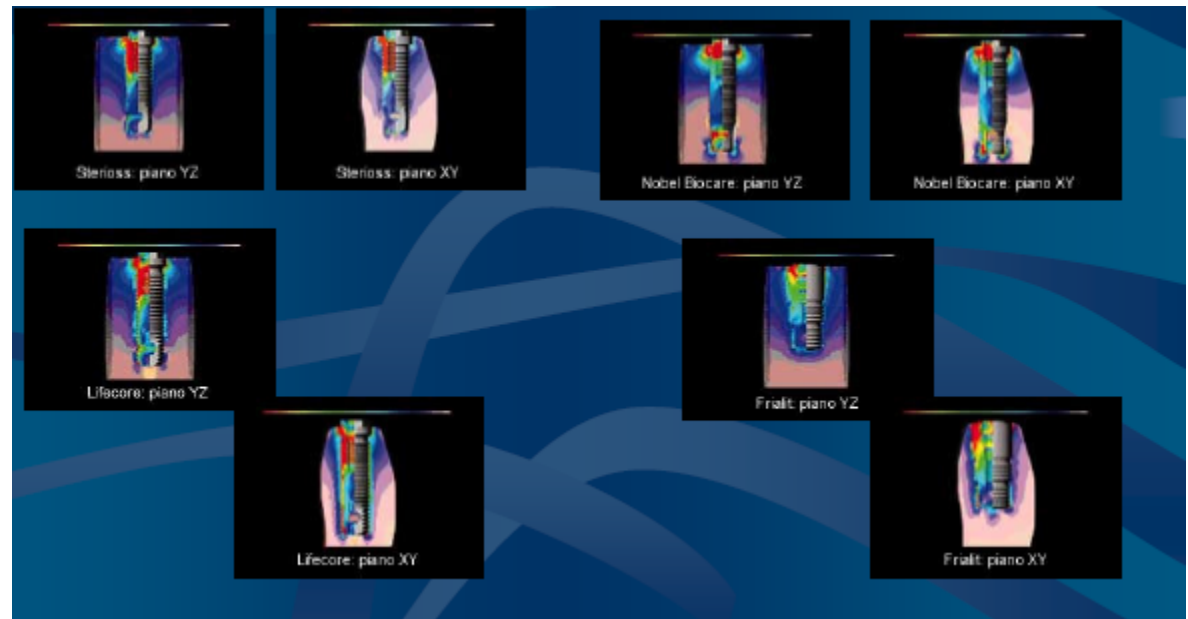 Sterioss: piano YZ
Sterioss: piano XY
Nobel Biocare: piano YZ
Nobel Biocare: piano XY
Lifecore: piano YZ
Frialit: piano YZ
Lifecore: piano XY
Frialit: piano XY